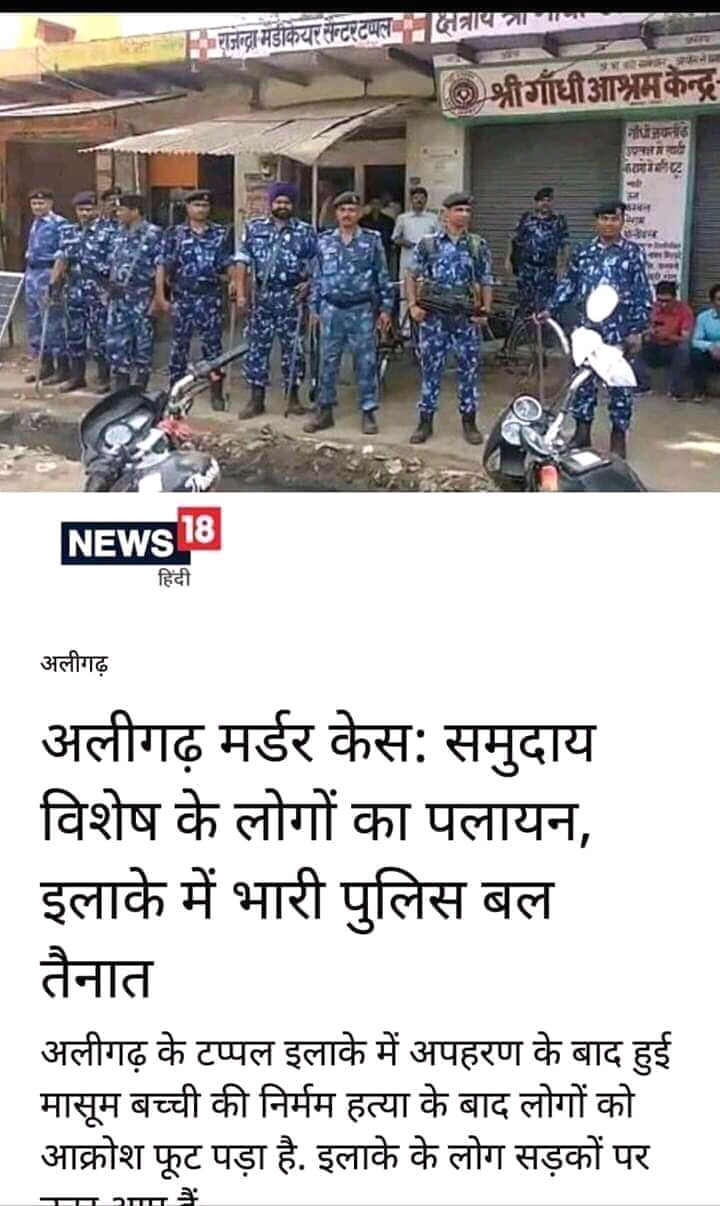 राजेन्द्रा मेडीकेयर सैन्टर टप्पल
क्षेत्रीय श्री
श्री गाँधी आश्रम केन्द्र
NEWS 18
हिंदी
अलीगढ़
अलीगढ़ मर्डर केस: समुदाय
विशेष के लोगों का पलायन,
इलाके में भारी पुलिस बल
तैनात
अलीगढ़ के टप्पल इलाके में अपहरण के बाद हुई
मासूम बच्ची की निर्मम हत्या के बाद लोगों को
आक्रोश फूट पड़ा है. इलाके के लोग सड़कों पर